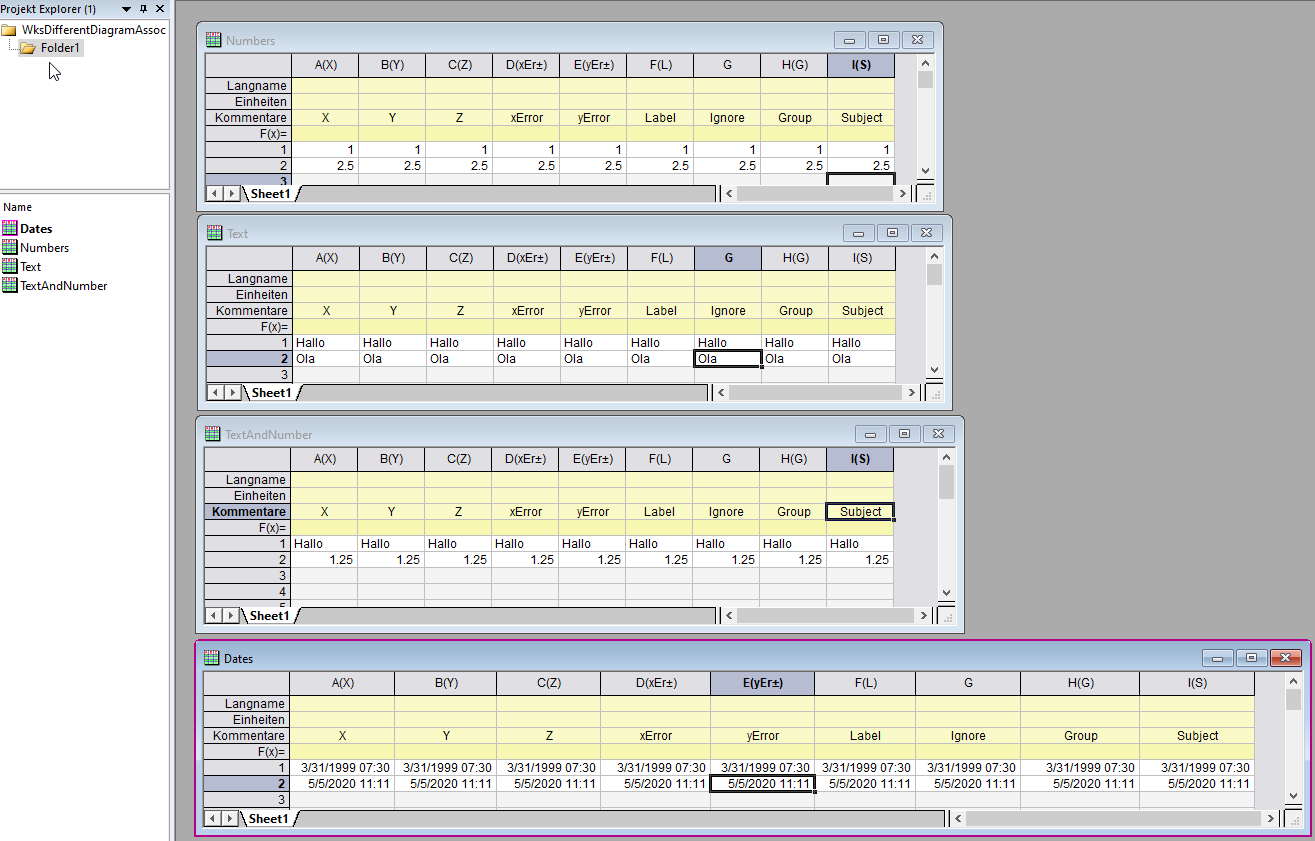 Projekt Explorer (1)
WksDifferentDiagramAssoc
Folder1
Name
Dates
Numbers
Text
TextAndNumber
Numbers
A(X) B(Y) C(Z) D(xEr±) E(yEr±) F(L) G H(G) I(S)
Langname
Einheiten
Kommentare X Y Z xError yError Label Ignore Group Subject
F(x)=
1 1 1 1 1 1 1 1 1 1
2 2.5 2.5 2.5 2.5 2.5 2.5 2.5 2.5 2.5
3
Sheet1
Text
A(X) B(Y) C(Z) D(xEr±) E(yEr±) F(L) G H(G) I(S)
Langname
Einheiten
Kommentare X Y Z xError yError Label Ignore Group Subject
F(x)=
1 Hallo Hallo Hallo Hallo Hallo Hallo Hallo Hallo Hallo
2 Ola Ola Ola Ola Ola Ola Ola Ola Ola
3
Sheet1
TextAndNumber
A(X) B(Y) C(Z) D(xEr±) E(yEr±) F(L) G H(G) I(S)
Langname
Einheiten
Kommentare X Y Z xError yError Label Ignore Group Subject
F(x)=
1 Hallo Hallo Hallo Hallo Hallo Hallo Hallo Hallo Hallo
2 1.25 1.25 1.25 1.25 1.25 1.25 1.25 1.25 1.25
3
4
5
Sheet1
Dates
A(X) B(Y) C(Z) D(xEr±) E(yEr±) F(L) G H(G) I(S)
Langname
Einheiten
Kommentare X Y Z xError yError Label Ignore Group Subject
F(x)=
1 3/31/1999 07:30 3/31/1999 07:30 3/31/1999 07:30 3/31/1999 07:30 3/31/1999 07:30 3/31/1999 07:30 3/31/1999 07:30 3/31/1999 07:30 3/31/1999 07:30
2 5/5/2020 11:11 5/5/2020 11:11 5/5/2020 11:11 5/5/2020 11:11 5/5/2020 11:11 5/5/2020 11:11 5/5/2020 11:11 5/5/2020 11:11 5/5/2020 11:11
3
Sheet1